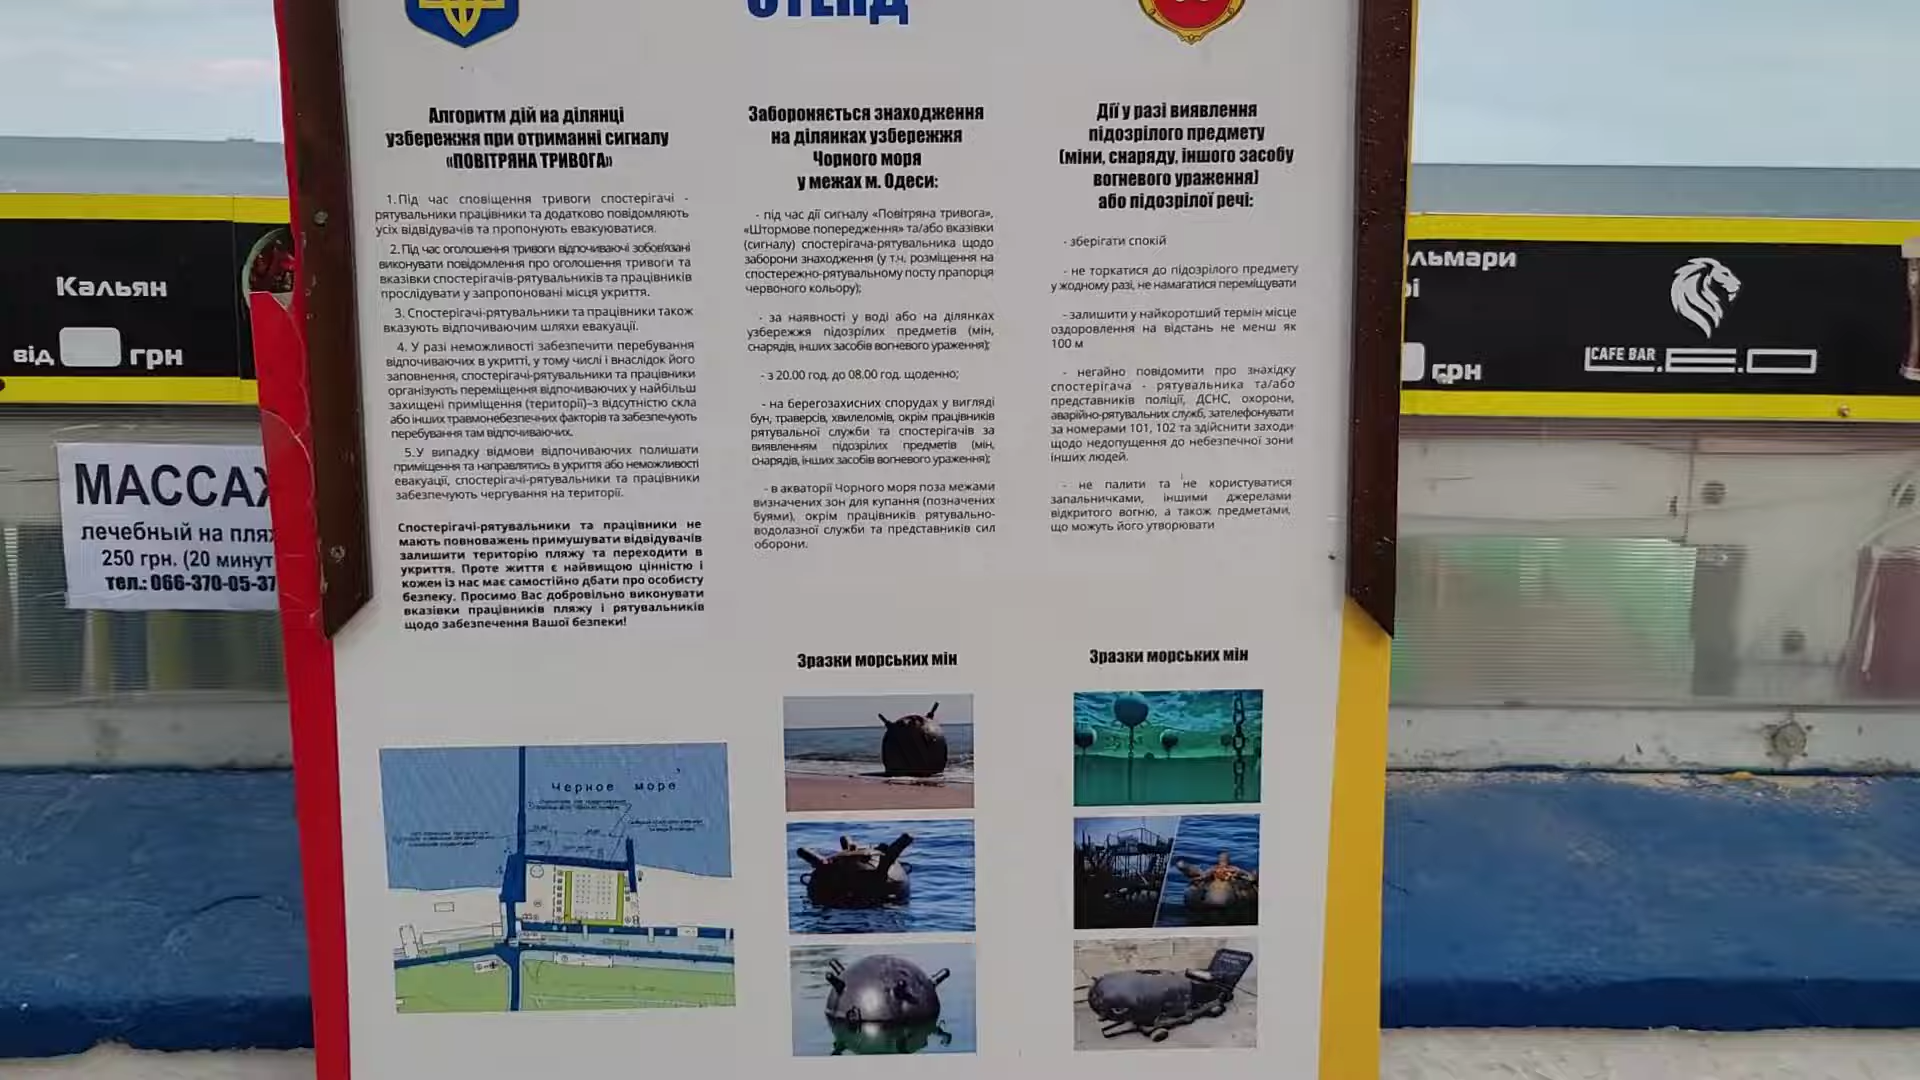 СТЕНД
Алгоритм дій на ділянці
узбережжя при отриманні сигналу
«ПОВІТРЯНА ТРИВОГА»
1. Під час сповіщення тривоги спостерігачі -
рятувальники працівники та додатково повідомляють
усіх відвідувачів та пропонують евакуюватися.
2. Під час оголошення тривоги відпочиваючі зобов'язані
виконувати повідомлення про оголошення тривоги та
вказівки спостерігачів-рятувальників та працівників
прослідувати у запропоновані місця укриття.
3. Спостерігачі-рятувальники та працівники також
вказують відпочиваючим шляхи евакуації.
4. У разі неможливості забезпечити перебування
відпочиваючих в укритті, у тому числі і внаслідок його
заповнення, спостерігачі-рятувальники та працівники
організують переміщення відпочиваючих у найбільш
захищені приміщення (території)–з відсутністю скла
або інших травмонебезпечних факторів та забезпечують
перебування там відпочиваючих.
5. У випадку відмови відпочиваючих полишати
приміщення та направлятись в укриття або неможливості
евакуації, спостерігачі-рятувальники та працівники
забезпечують чергування на території.
Спостерігачі-рятувальники та працівники не
мають повноважень примушувати відвідувачів
залишити територію пляжу та переходити в
укриття. Проте життя є найвищою цінністю і
кожен із нас має самостійно дбати про особисту
безпеку. Просимо Вас добровільно виконувати
вказівки працівників пляжу і рятувальників
щодо забезпечення Вашої безпеки!
Черное море
Забороняється знаходження
на ділянках узбережжя
Чорного моря
у межах м. Одеси:
- під час дії сигналу «Повітряна тривога»,
«Штормове попередження» та/або вказівки
(сигналу) спостерігача-рятувальника щодо
заборони знаходження (у т.ч. розміщення на
спостережно-рятувальному посту прапорця
червоного кольору);
- за наявності у воді або на ділянках
узбережжя підозрілих предметів (мін,
снарядів, інших засобів вогневого ураження);
- з 20.00 год. до 08.00 год. щоденно;
- на берегозахисних спорудах у вигляді
бун, траверсів, хвилеломів, окрім працівників
рятувальної служби та спостерігачів за
виявленням підозрілих предметів (мін,
снарядів, інших засобів вогневого ураження);
- в акваторії Чорного моря поза межами
визначених зон для купання (позначених
буями), окрім працівників рятувально-
водолазної служби та представників сил
оборони.
Зразки морських мін
Дії у разі виявлення
підозрілого предмету
(міни, снаряду, іншого засобу
вогневого ураження)
або підозрілої речі:
- зберігати спокій
- не торкатися до підозрілого предмету
у жодному разі, не намагатися переміщувати
- залишити у найкоротший термін місце
оздоровлення на відстань не менш як
100 м
- негайно повідомити про знахідку
спостерігача - рятувальника та/або
представників поліції, ДСНС, охорони,
аварійно-рятувальних служб, зателефонувати
за номерами 101, 102 та здійснити заходи
щодо недопущення до небезпечної зони
інших людей.
- не палити та не користуватися
запальничками, іншими джерелами
відкритого вогню, а також предметами,
що можуть його утворювати
Зразки морських мін
Кальян
від грн
МАССАЖ
лечебный на пля
250 грн. (20 минут
тел.: 066-370-05-37
льмари
рі
грн
CAFE BAR
L.E.O